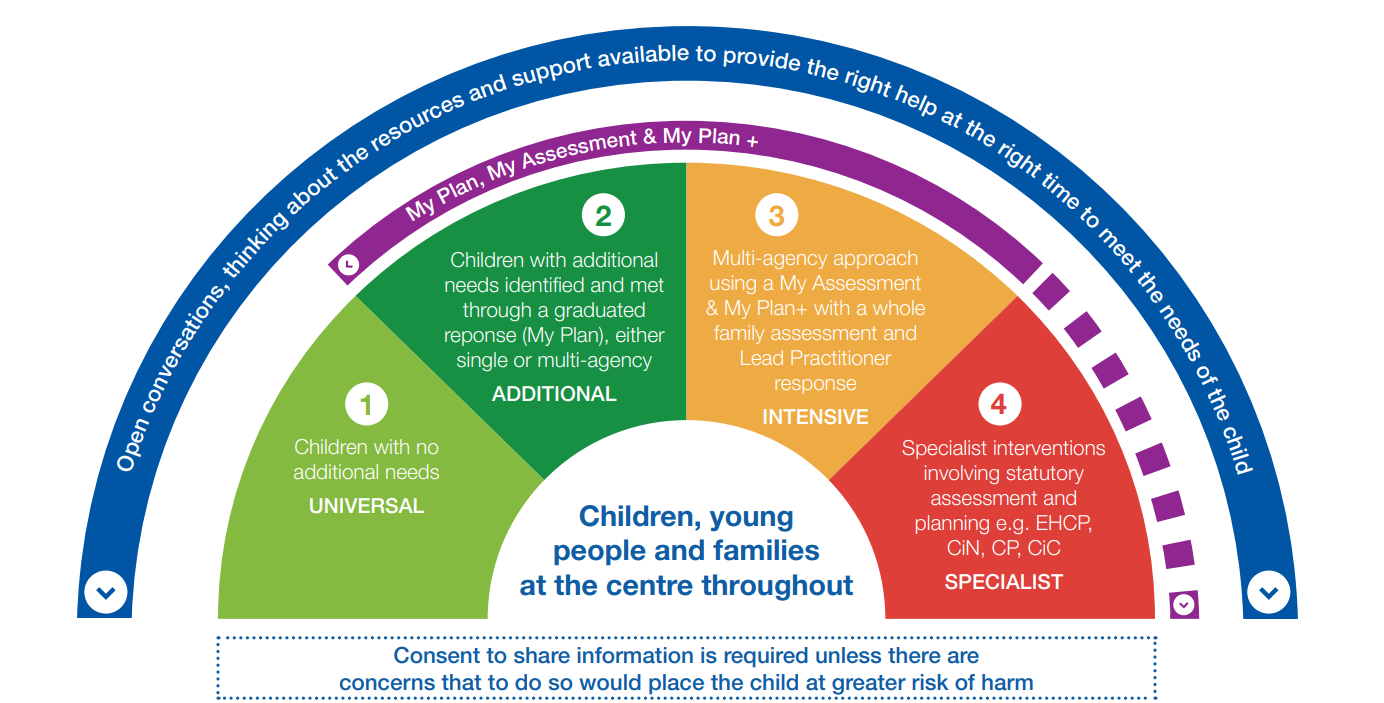 Open conversations, thinking about the resources and support available to provide the right help at the right time to meet the needs of the child
My Plan, My Assessment & My Plan +
1
Children with no
additional needs
UNIVERSAL
2
Children with additional
needs identified and met
through a graduated
reponse (My Plan), either
single or multi-agency
ADDITIONAL
3
Multi-agency approach
using a My Assessment
& My Plan+ with a whole
family assessment and
Lead Practitioner
response
INTENSIVE
4
Specialist interventions
involving statutory
assessment and
planning e.g. EHCP,
CiN, CP, CiC
SPECIALIST
Children, young
people and families
at the centre throughout
Consent to share information is required unless there are
concerns that to do so would place the child at greater risk of harm